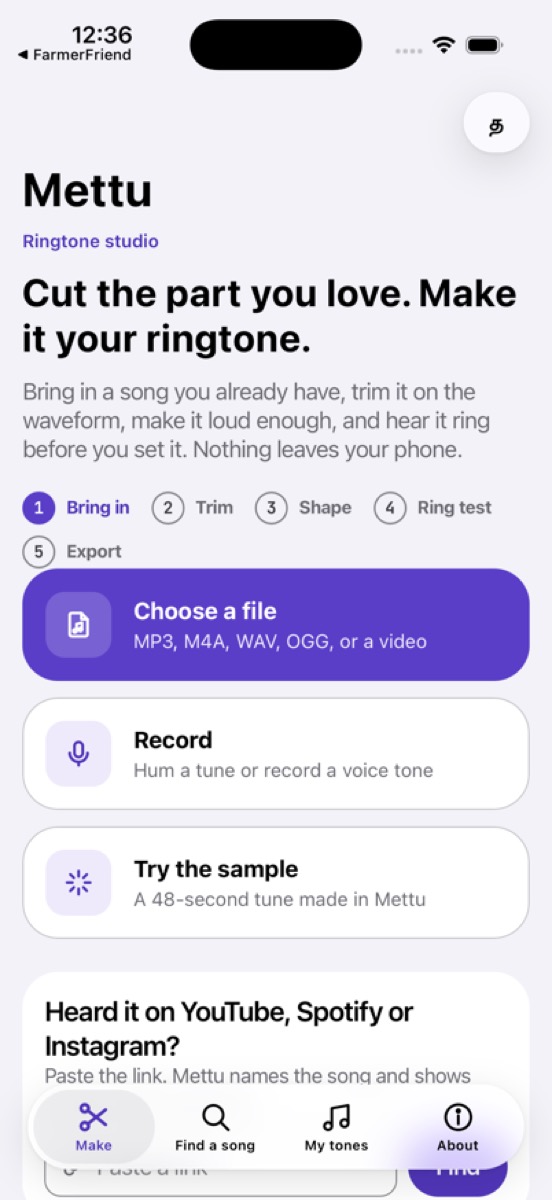 12:36
◀ FarmerFriend
த
Mettu
Ringtone studio
Cut the part you love. Make
it your ringtone.
Bring in a song you already have, trim it on the
waveform, make it loud enough, and hear it ring
before you set it. Nothing leaves your phone.
1 Bring in 2 Trim 3 Shape 4 Ring test
5 Export
Choose a file
MP3, M4A, WAV, OGG, or a video
Record
Hum a tune or record a voice tone
Try the sample
A 48-second tune made in Mettu
Heard it on YouTube, Spotify or
Instagram?
Paste the link. Mettu names the song and shows
Make Find a song My tones About
Paste a link Find